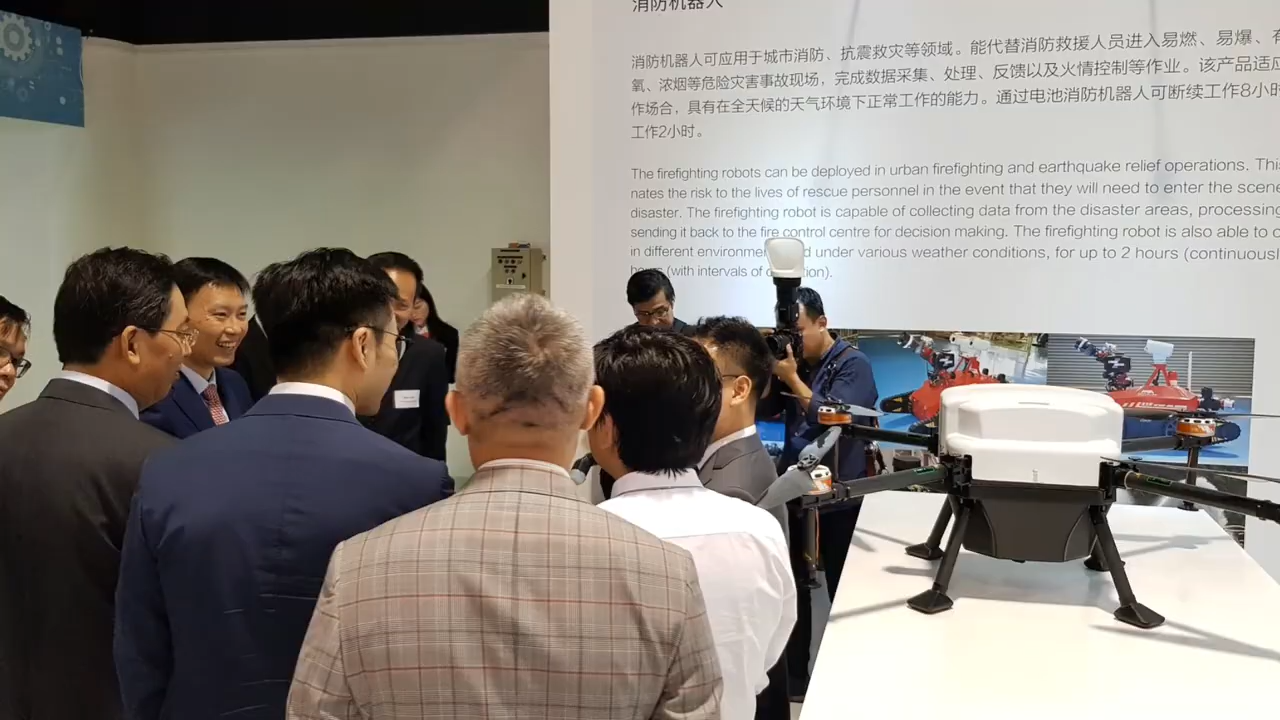 消防机器人
消防机器人可应用于城市消防、抗震救灾等领域。能代替消防救援人员进入易燃、易爆、有
氧、浓烟等危险灾害事故现场，完成数据采集、处理、反馈以及火情控制等作业。该产品适应
作场合，具有在全天候的天气环境下正常工作的能力。通过电池消防机器人可断续工作8小时
工作2小时。
The firefighting robots can be deployed in urban firefighting and earthquake relief operations. This
nates the risk to the lives of rescue personnel in the event that they will need to enter the scene
disaster. The firefighting robot is capable of collecting data from the disaster areas, processing
sending it back to the fire control centre for decision making. The firefighting robot is also able to
in different under various weather conditions, for up to 2 hours (continuously
(with intervals of